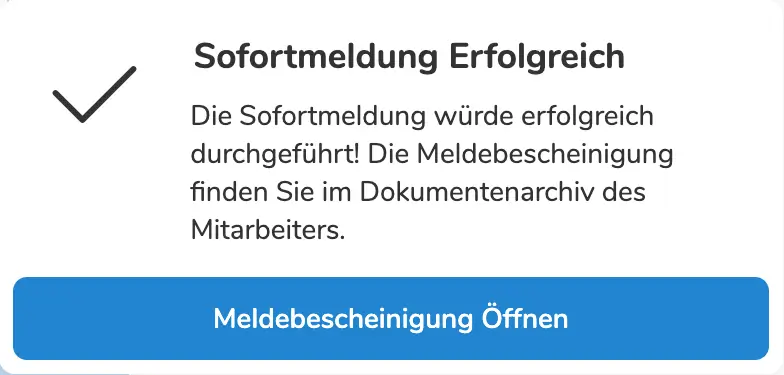 Sofortmeldung Erfolgreich
Die Sofortmeldung würde erfolgreich
durchgeführt! Die Meldebescheinigung
finden Sie im Dokumentenarchiv des
Mitarbeiters.
Meldebescheinigung Öffnen